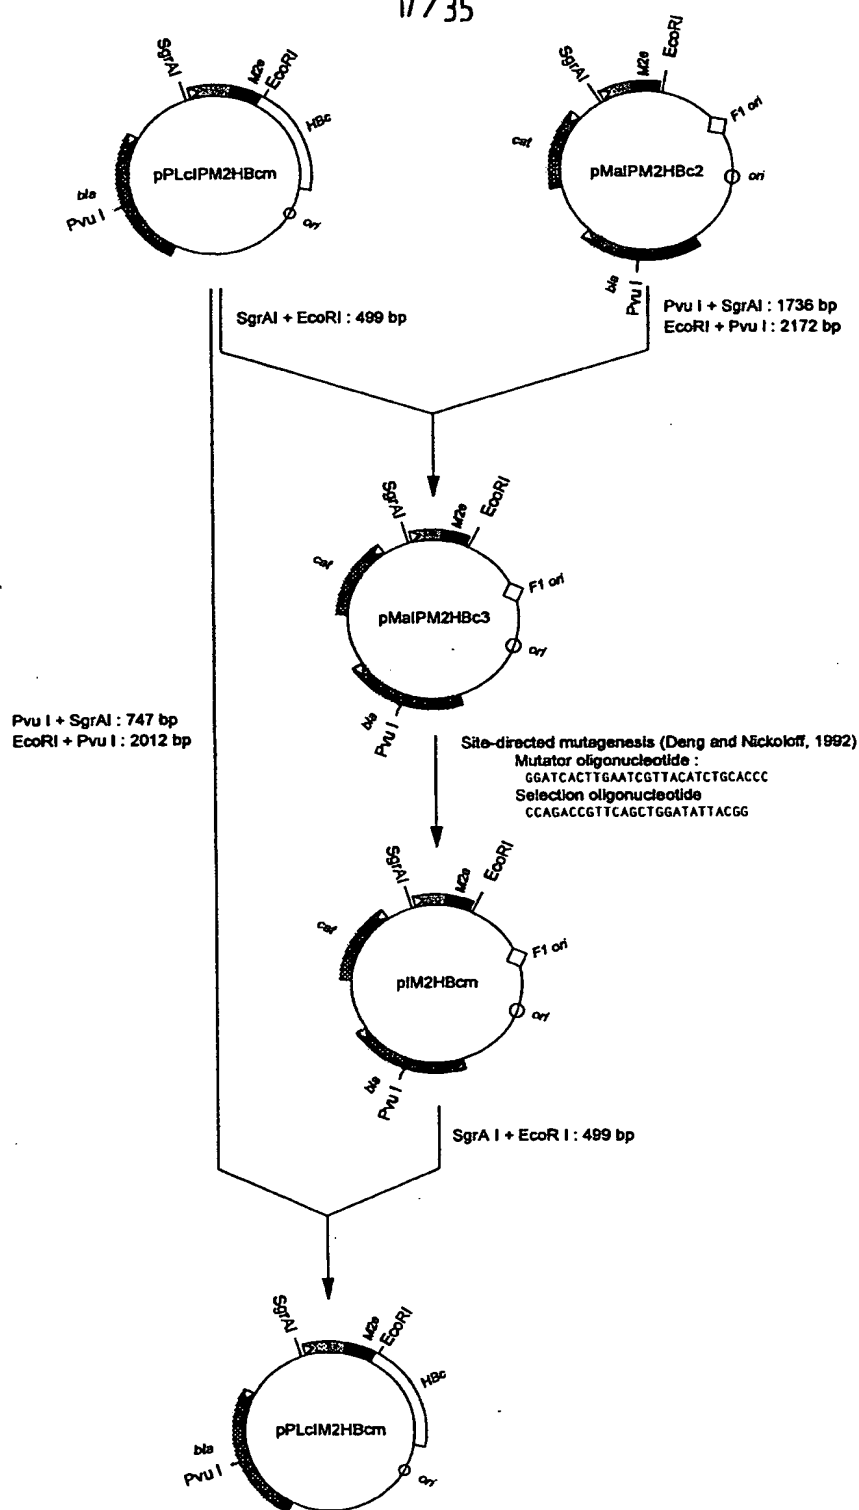 17/35
SgrAI
M2e
EcoRI
HBc
pPLcIPM2HBcm
bla
Pvu I
ori
SgrAI
M2e
EcoRI
F1 ori
cat
pMaIPM2HBc2
ori
bla
Pvu I
SgrAI + EcoRI : 499 bp
Pvu I + SgrAI : 1736 bp
EcoRI + Pvu I : 2172 bp
SgrAI
M2e
EcoRI
cat
F1 ori
pMaIPM2HBc3
ori
bla
Pvu I
Pvu I + SgrAI : 747 bp
EcoRI + Pvu I : 2012 bp
Site-directed mutagenesis (Deng and Nickoloff, 1992)
Mutator oligonucleotide :
GGATCACTTGAATCGTTACATCTGCACCC
Selection oligonucleotide
CCAGACCGTTCAGCTGGATATTACGG
SgrAI
M2e
EcoRI
cat
F1 ori
pIM2HBcm
ori
bla
Pvu I
SgrA I + EcoR I : 499 bp
SgrAI
M2e
EcoRI
HBc
pPLcIM2HBcm
bla
Pvu I
ori